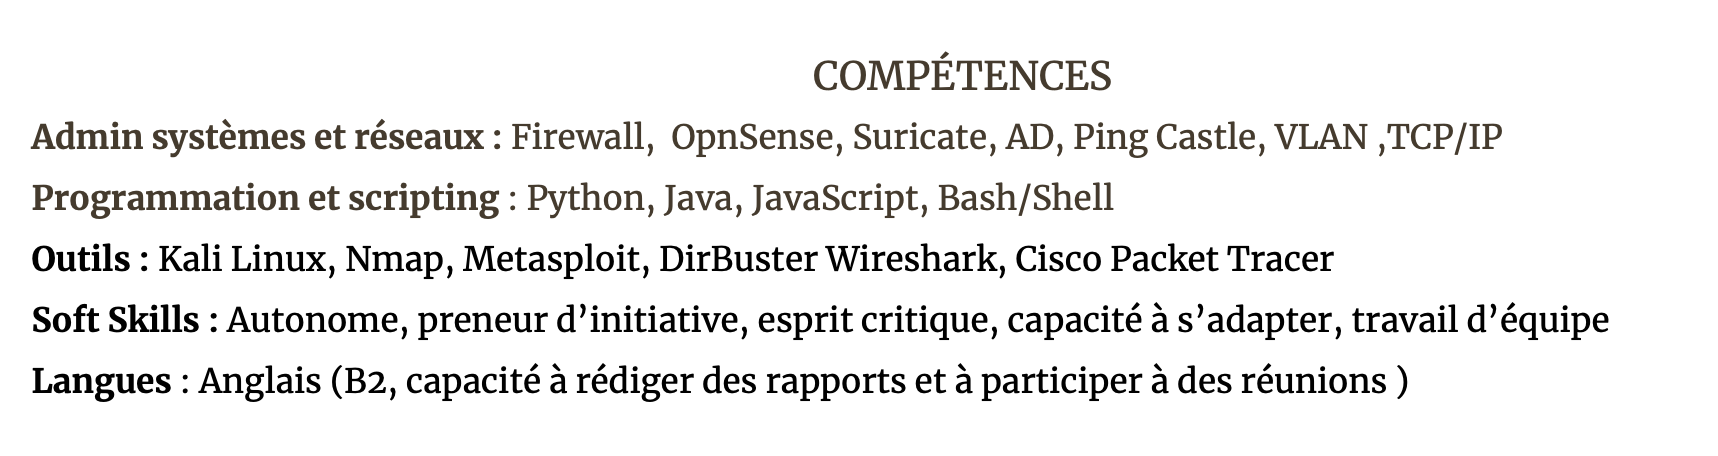 COMPÉTENCES
Admin systèmes et réseaux : Firewall,  OpnSense, Suricate, AD, Ping Castle, VLAN ,TCP/IP
Programmation et scripting : Python, Java, JavaScript, Bash/Shell
Outils : Kali Linux, Nmap, Metasploit, DirBuster Wireshark, Cisco Packet Tracer
Soft Skills : Autonome, preneur d’initiative, esprit critique, capacité à s’adapter, travail d’équipe
Langues : Anglais (B2, capacité à rédiger des rapports et à participer à des réunions )